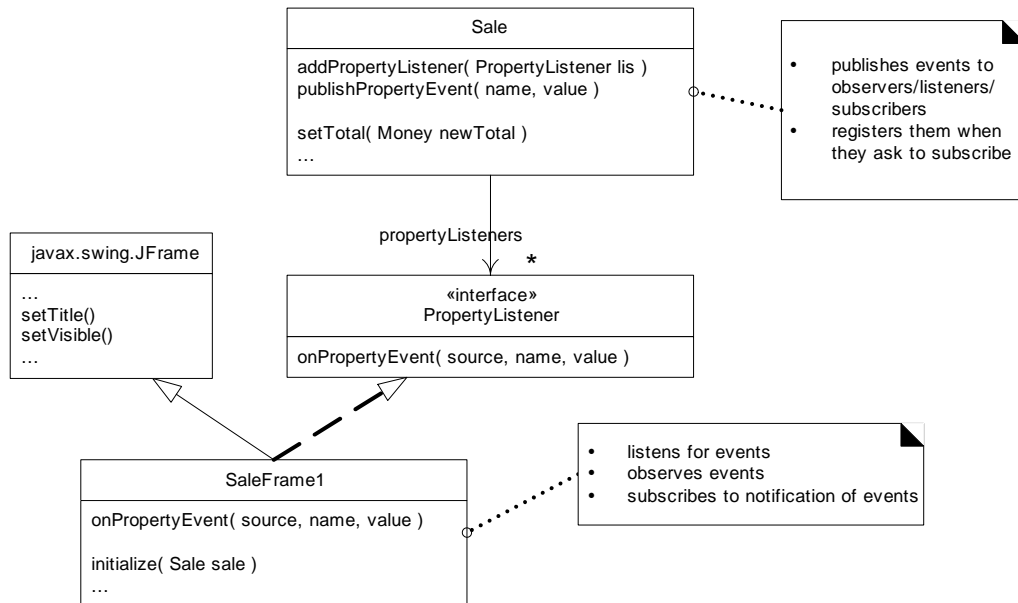 Sale
addPropertyListener( PropertyListener lis )
publishPropertyEvent( name, value )
setTotal( Money newTotal )
...
• publishes events to
observers/listeners/
subscribers
• registers them when
they ask to subscribe
propertyListeners
*
javax.swing.JFrame
...
setTitle()
setVisible()
...
«interface»
PropertyListener
onPropertyEvent( source, name, value )
SaleFrame1
onPropertyEvent( source, name, value )
initialize( Sale sale )
...
• listens for events
• observes events
• subscribes to notification of events